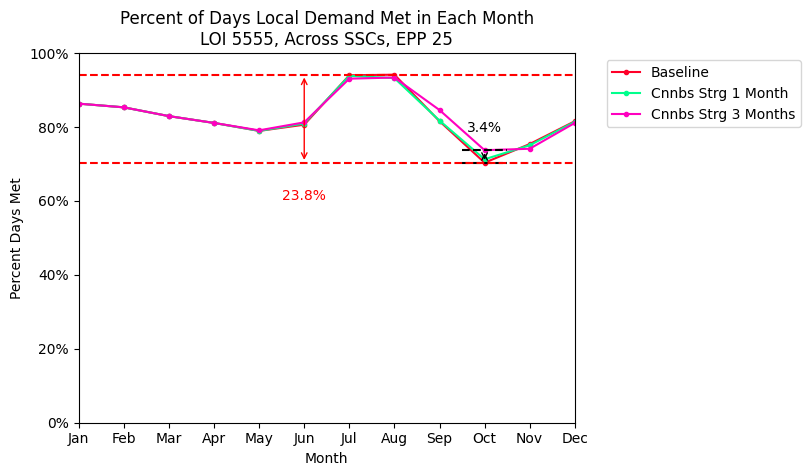 Percent of Days Local Demand Met in Each Month
LOI 5555, Across SSCs, EPP 25
100%
80%
60%
40%
20%
0%
Percent Days Met
3.4%
23.8%
Jan Feb Mar Apr May Jun Jul Aug Sep Oct Nov Dec
Month
Baseline
Cnnbs Strg 1 Month
Cnnbs Strg 3 Months